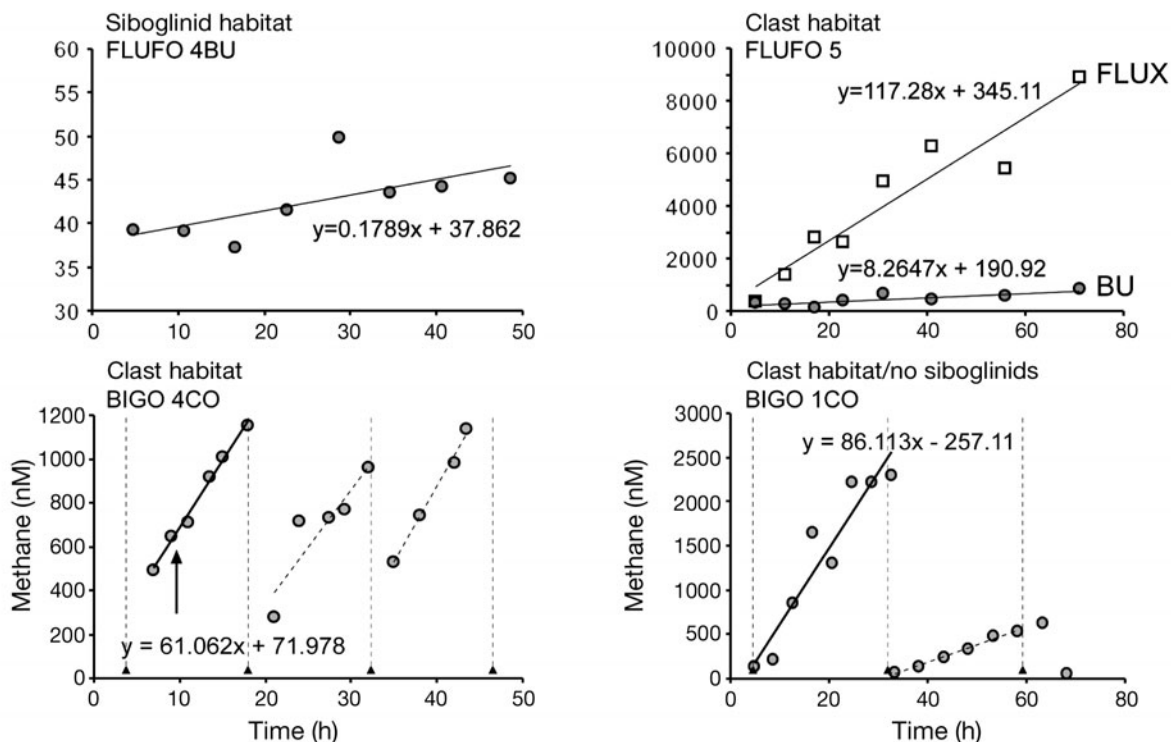 Siboglinid habitat
FLUFO 4BU
60
55
50
45
40
35
30
0 10 20 30 40 50
y=0.1789x + 37.862
Clast habitat
FLUFO 5
10000
8000
6000
4000
2000
0
0 20 40 60 80
FLUX
y=117.28x + 345.11
y=8.2647x + 190.92
BU
Clast habitat
BIGO 4CO
Methane (nM)
1200
1000
800
600
400
200
0
0 10 20 30 40 50
y = 61.062x + 71.978
Time (h)
Clast habitat/no siboglinids
BIGO 1CO
Methane (nM)
3000
2500
2000
1500
1000
500
0
0 20 40 60 80
y = 86.113x - 257.11
Time (h)